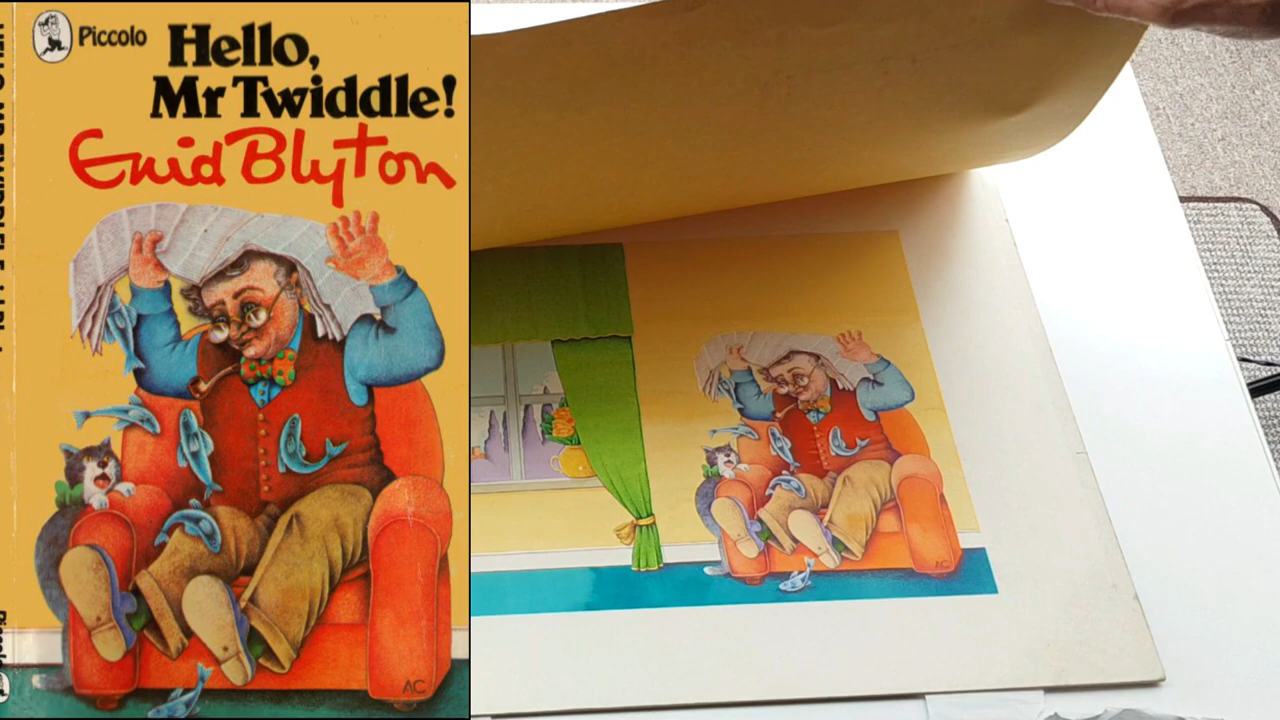 Piccolo
Hello,
Mr Twiddle!
Enid Blyton
AC
AC